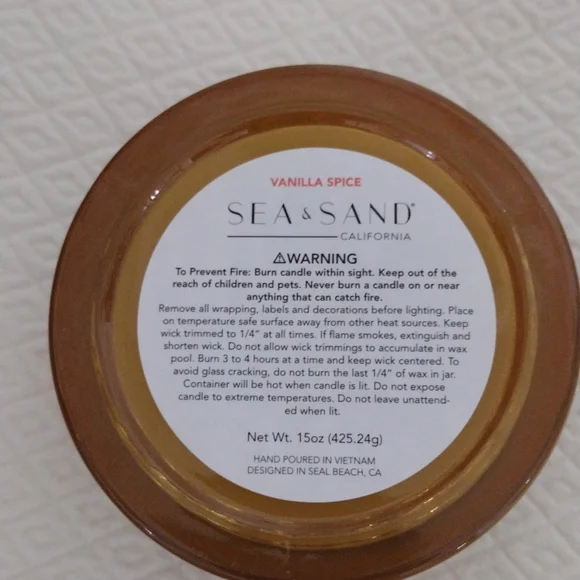 VANILLA SPICE
SEA & SAND®
CALIFORNIA
⚠WARNING
To Prevent Fire: Burn candle within sight. Keep out of the
reach of children and pets. Never burn a candle on or near
anything that can catch fire.
Remove all wrapping, labels and decorations before lighting. Place
on temperature safe surface away from other heat sources. Keep
wick trimmed to 1/4" at all times. If flame smokes, extinguish and
shorten wick. Do not allow wick trimmings to accumulate in wax
pool. Burn 3 to 4 hours at a time and keep wick centered. To
avoid glass cracking, do not burn the last 1/4" of wax in jar.
Container will be hot when candle is lit. Do not expose
candle to extreme temperatures. Do not leave unattend-
ed when lit.
Net Wt. 15oz (425.24g)
HAND POURED IN VIETNAM
DESIGNED IN SEAL BEACH, CA